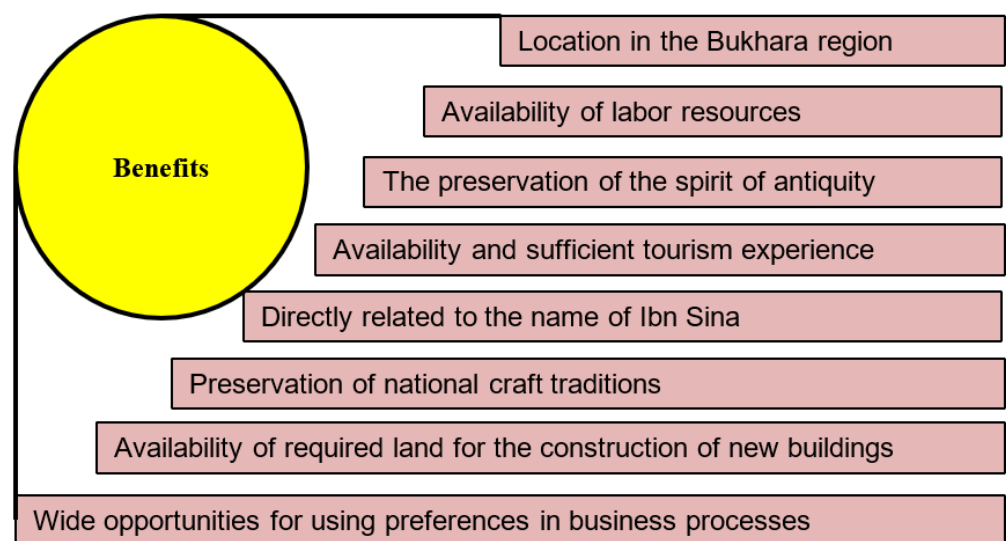 Benefits
Location in the Bukhara region
Availability of labor resources
The preservation of the spirit of antiquity
Availability and sufficient tourism experience
Directly related to the name of Ibn Sina
Preservation of national craft traditions
Availability of required land for the construction of new buildings
Wide opportunities for using preferences in business processes